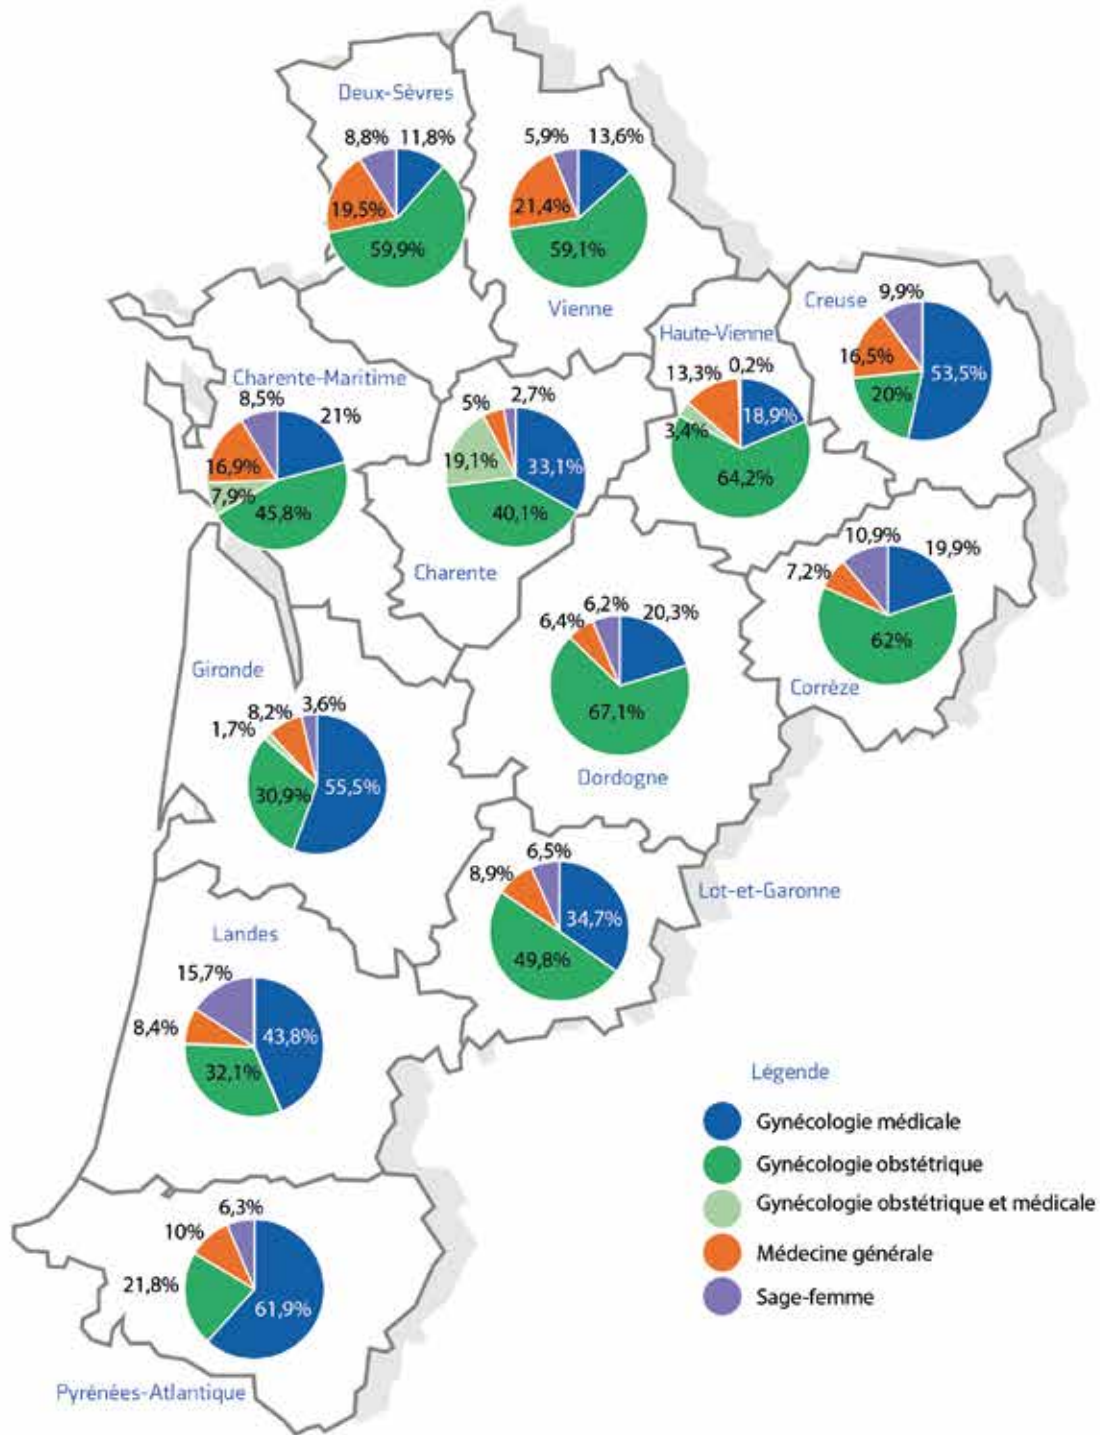 Deux-Sèvres
8,8% 11,8%
19,5%
59,9%
5,9% 13,6%
21,4%
59,1%
Vienne
Creuse
9,9%
16,5%
53,5%
20%
Haute-Vienne
13,3% 0,2%
18,9%
3,4%
64,2%
Charente-Maritime
8,5%
21%
16,9%
7,9%
45,8%
5%
2,7%
19,1%
33,1%
40,1%
Charente
10,9%
19,9%
7,2%
62%
Corrèze
6,2%
20,3%
6,4%
67,1%
Dordogne
Gironde
3,6%
8,2%
1,7%
55,5%
30,9%
6,5%
8,9%
34,7%
49,8%
Lot-et-Garonne
Landes
15,7%
43,8%
8,4%
32,1%
6,3%
10%
21,8%
61,9%
Pyrénées-Atlantique
Légende
Gynécologie médicale
Gynécologie obstétrique
Gynécologie obstétrique et médicale
Médecine générale
Sage-femme